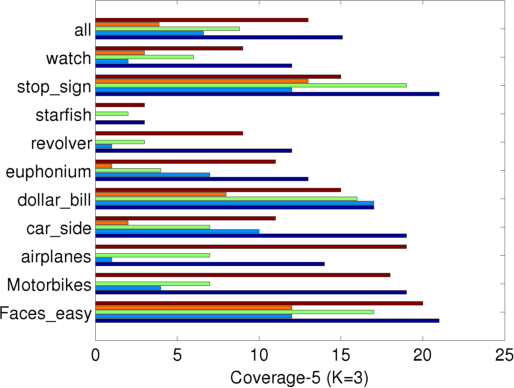 all
watch
stop_sign
starfish
revolver
euphonium
dollar_bill
car_side
airplanes
Motorbikes
Faces_easy
0 5 10 15 20 25
Coverage-5 (K=3)